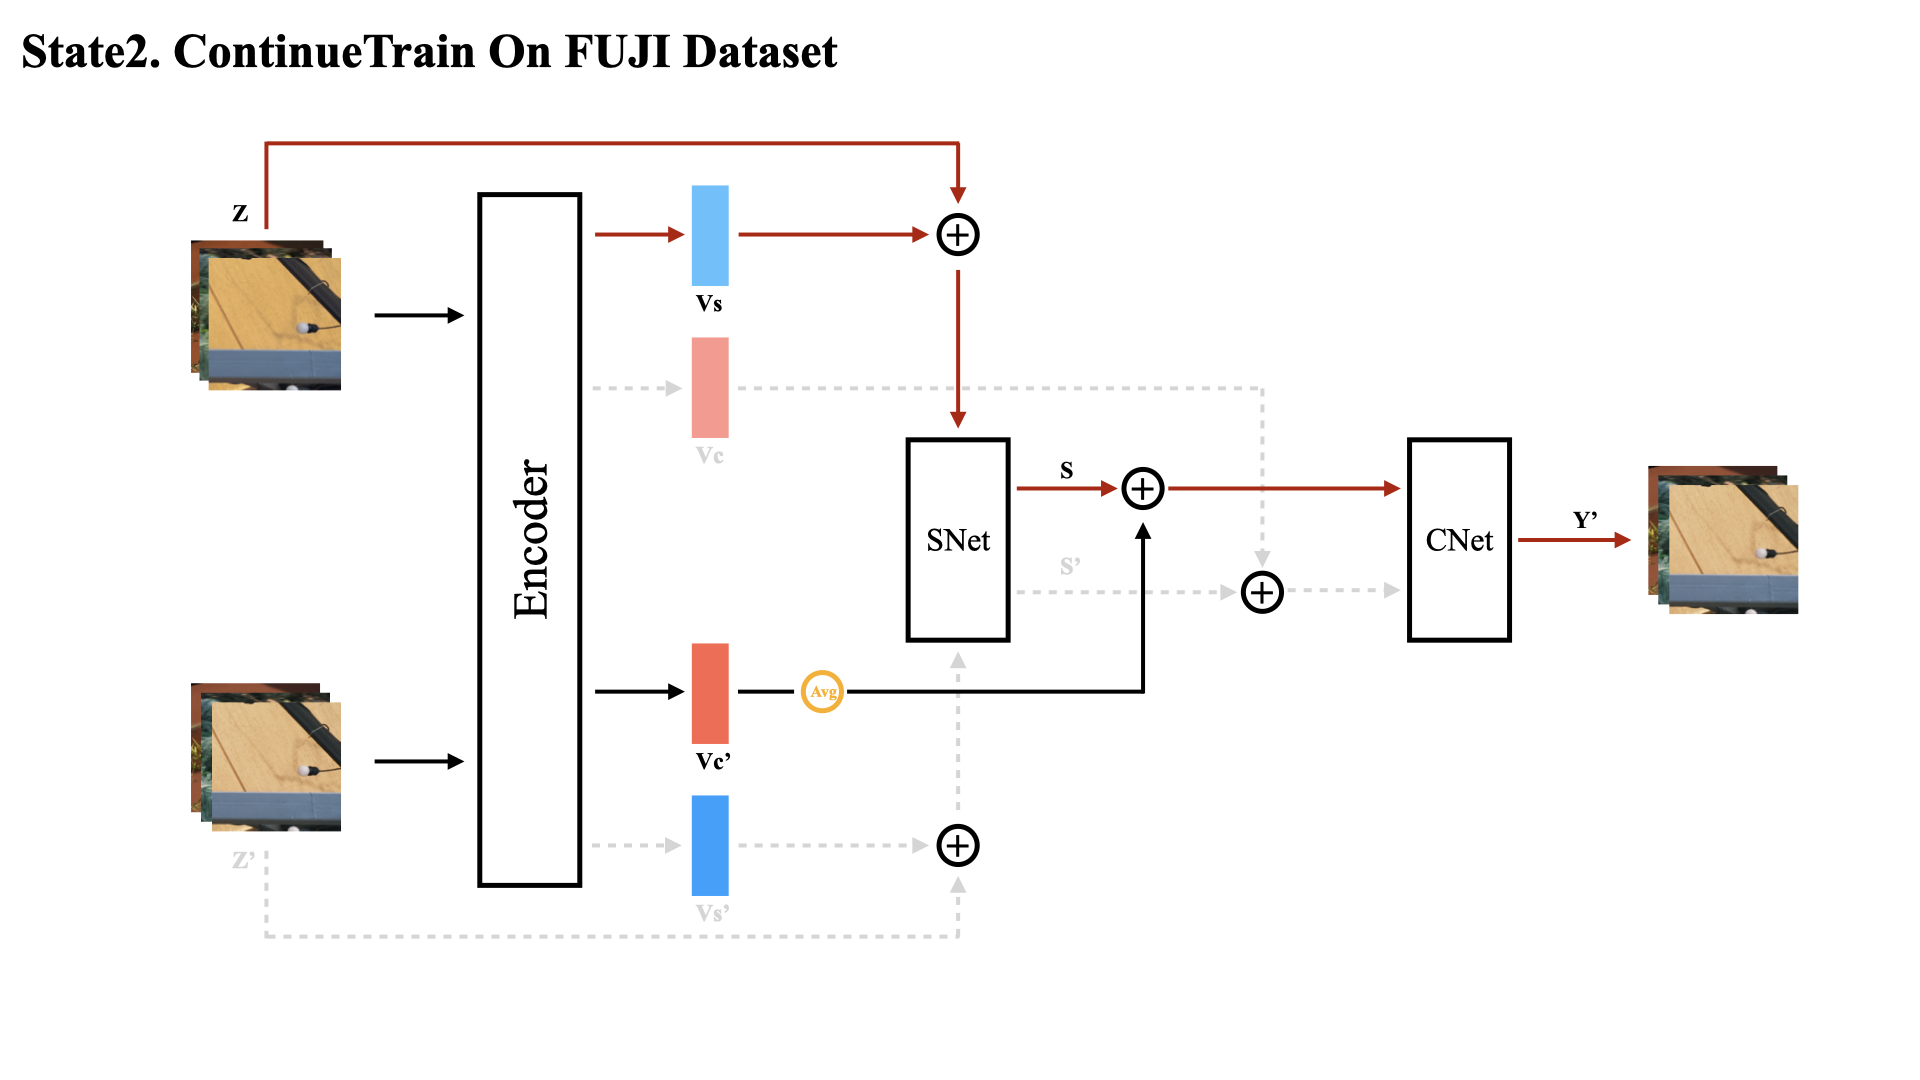 State2. ContinueTrain On FUJI Dataset
Z
Vs
Vc
Encoder
SNet
S
S’
CNet
Y’
Avg
Vc’
Z’
Vs’